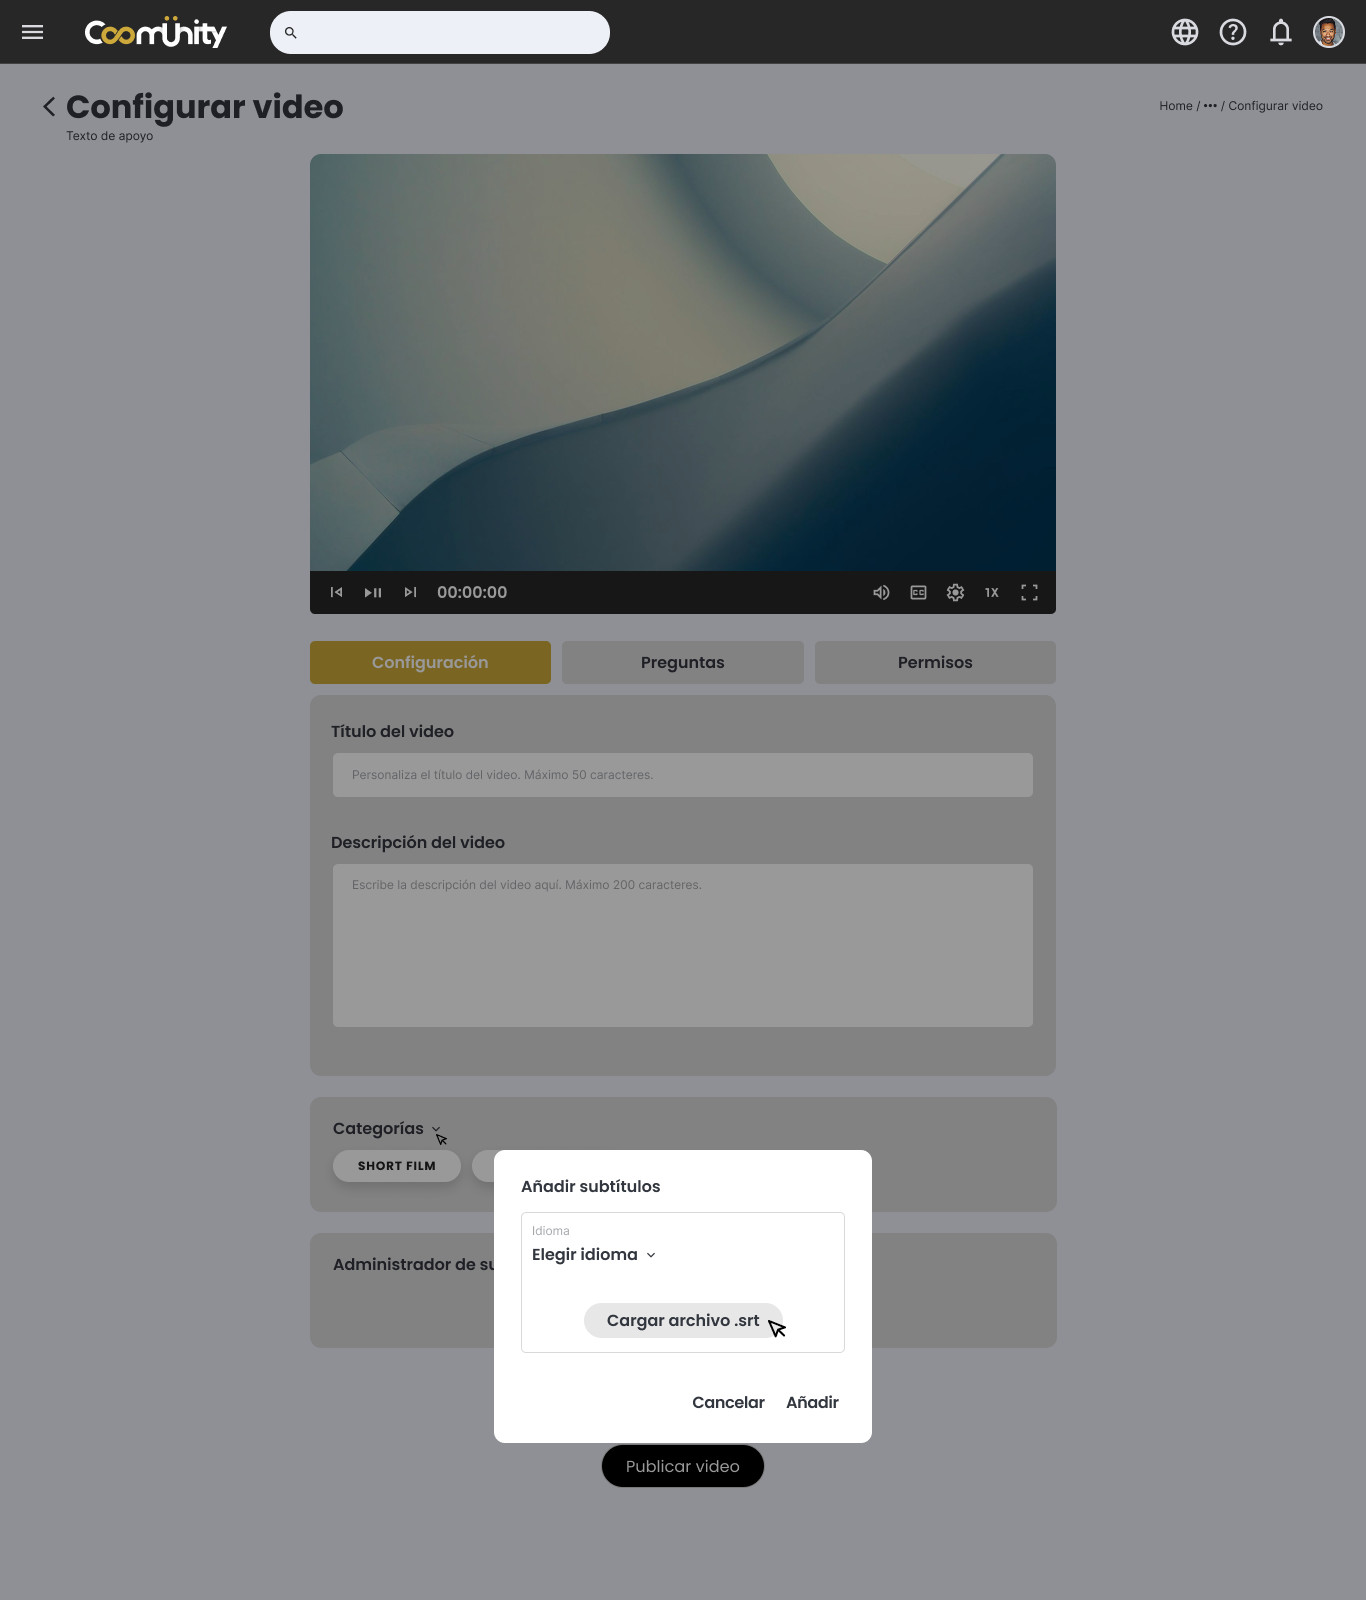 Coomünity
Configurar video
Home / ••• / Configurar video
Texto de apoyo
00:00:00
CC
1X
Configuración
Preguntas
Permisos
Título del video
Personaliza el título del video. Máximo 50 caracteres.
Descripción del video
Escribe la descripción del video aquí. Máximo 200 caracteres.
Categorías
SHORT FILM
Administrador de su
Añadir subtítulos
Idioma
Elegir idioma
Cargar archivo .srt
Cancelar
Añadir
Publicar video